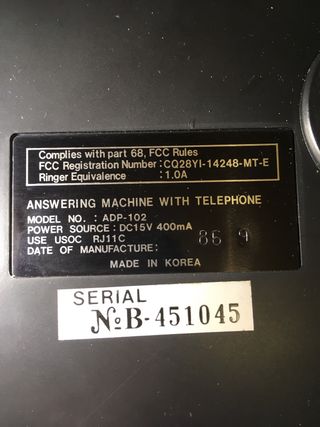 Complies with part 68, FCC Rules
FCC Registration Number : CQ28YI-14248-MT-E
Ringer Equivalence : 1.0A
ANSWERING MACHINE WITH TELEPHONE
MODEL NO. : ADP-102
POWER SOURCE : DC15V 400mA
USE USOC RJ11C
DATE OF MANUFACTURE: 86 9
MADE IN KOREA
SERIAL
№ B-451045